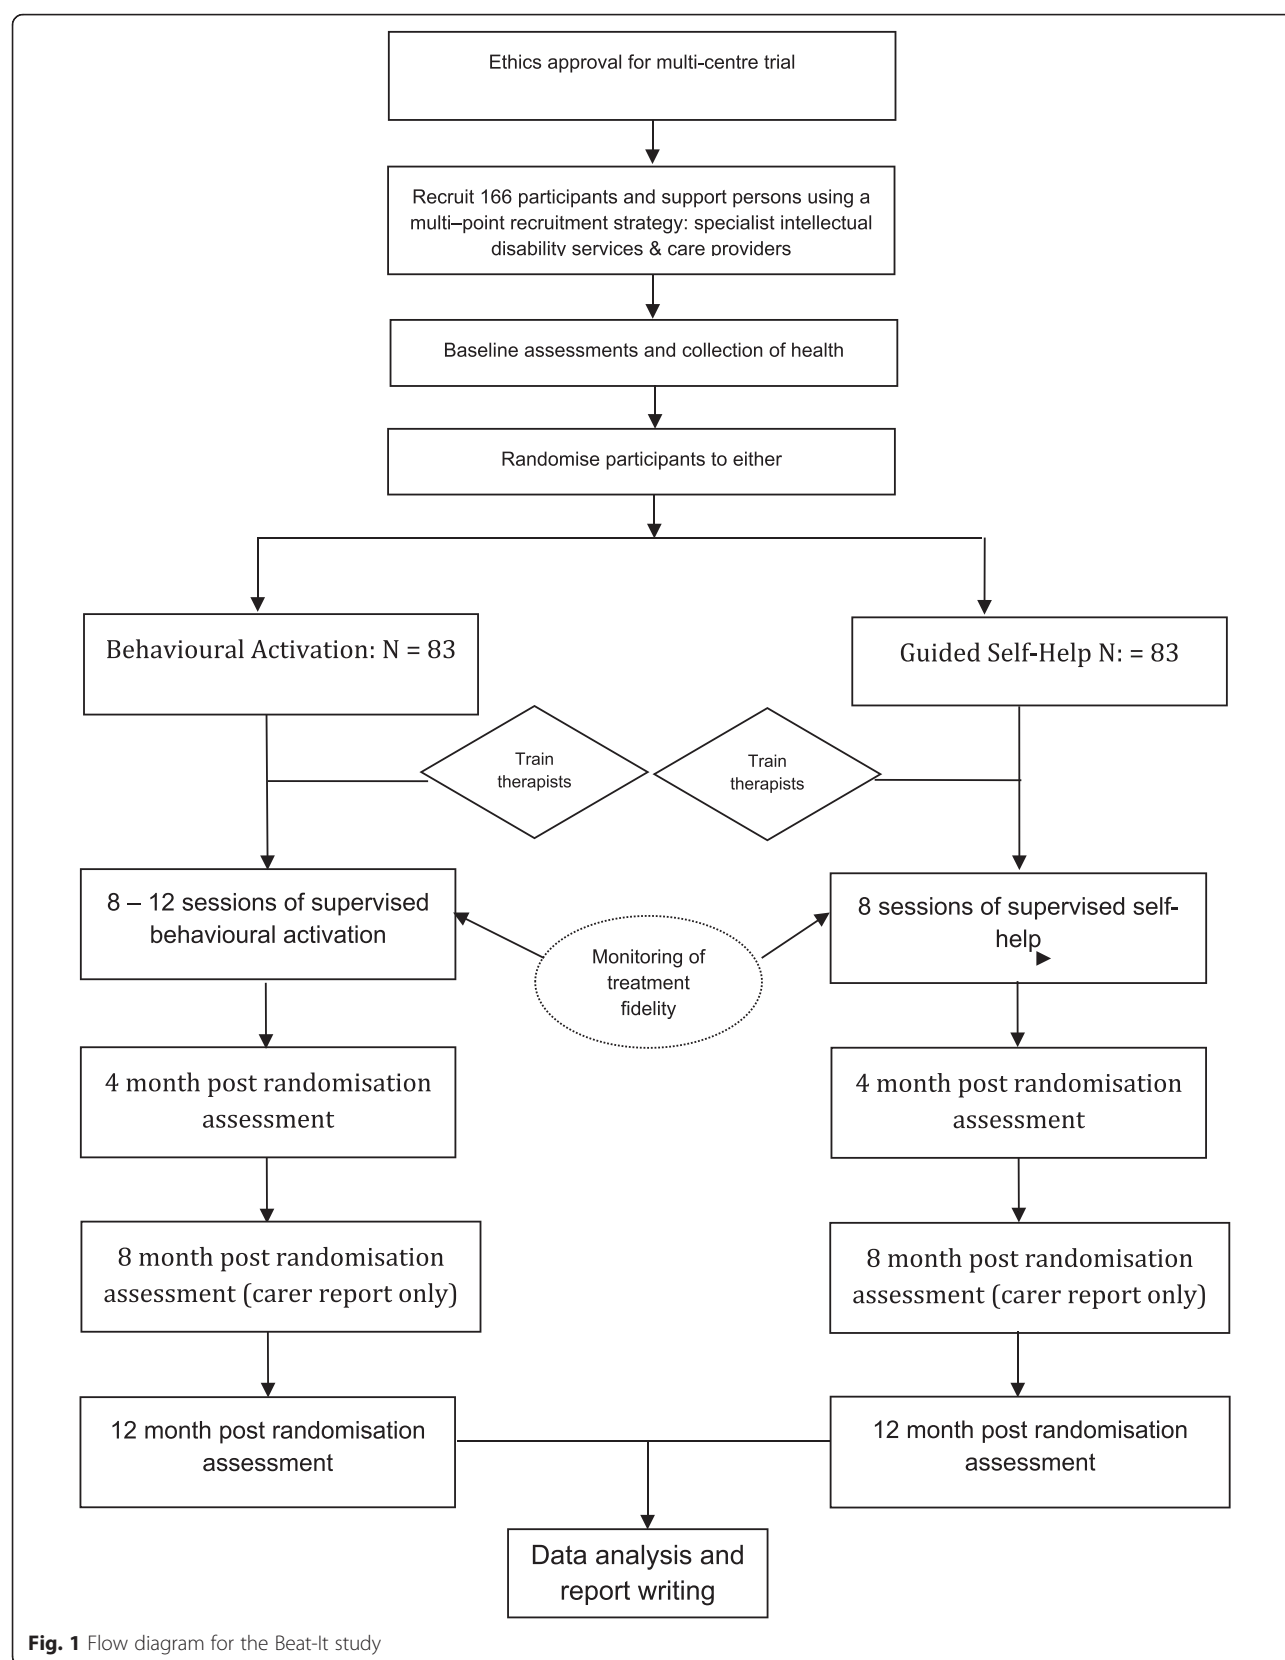 Ethics approval for multi-centre trial
Recruit 166 participants and support persons using a
multi–point recruitment strategy: specialist intellectual
disability services & care providers
Baseline assessments and collection of health
Randomise participants to either
Behavioural Activation: N = 83
Guided Self-Help N: = 83
Train
therapists
Train
therapists
8 – 12 sessions of supervised
behavioural activation
8 sessions of supervised self-
help
Monitoring of
treatment
fidelity
4 month post randomisation
assessment
4 month post randomisation
assessment
8 month post randomisation
assessment (carer report only)
8 month post randomisation
assessment (carer report only)
12 month post randomisation
assessment
12 month post randomisation
assessment
Data analysis and
report writing
Fig. 1 Flow diagram for the Beat-It study